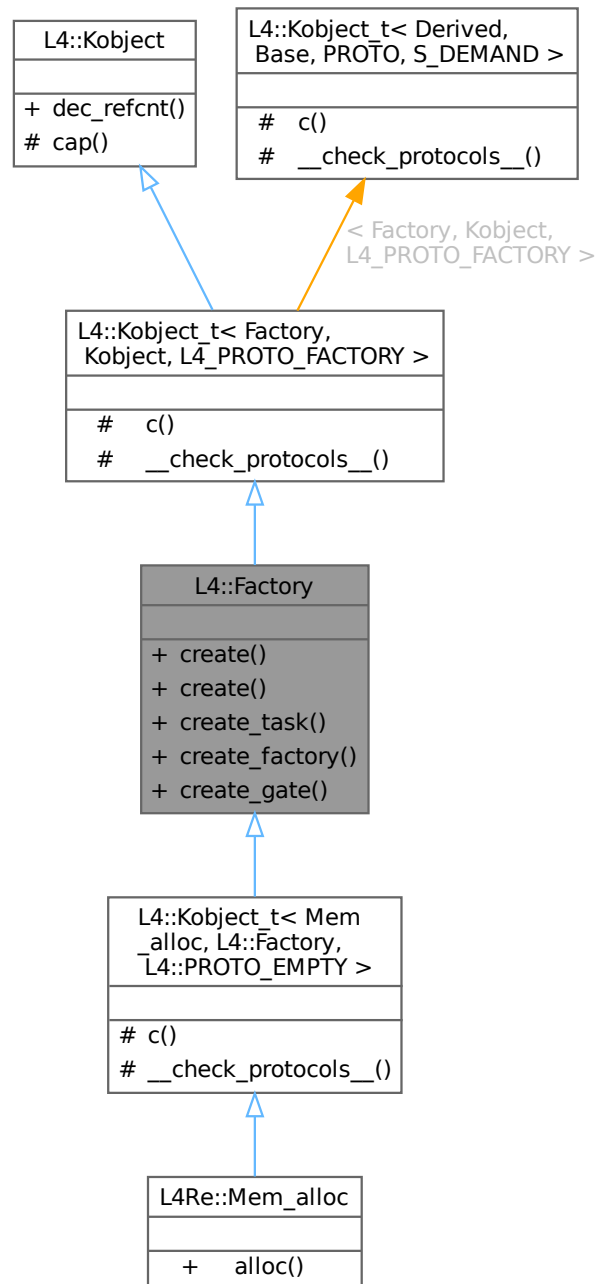 L4::Kobject
+ dec_refcnt()
# cap()
L4::Kobject_t< Derived,
Base, PROTO, S_DEMAND >
# c()
# __check_protocols__()
< Factory, Kobject,
L4_PROTO_FACTORY >
L4::Kobject_t< Factory,
Kobject, L4_PROTO_FACTORY >
# c()
# __check_protocols__()
L4::Factory
+ create()
+ create()
+ create_task()
+ create_factory()
+ create_gate()
L4::Kobject_t< Mem
_alloc, L4::Factory,
L4::PROTO_EMPTY >
# c()
# __check_protocols__()
L4Re::Mem_alloc
+ alloc()